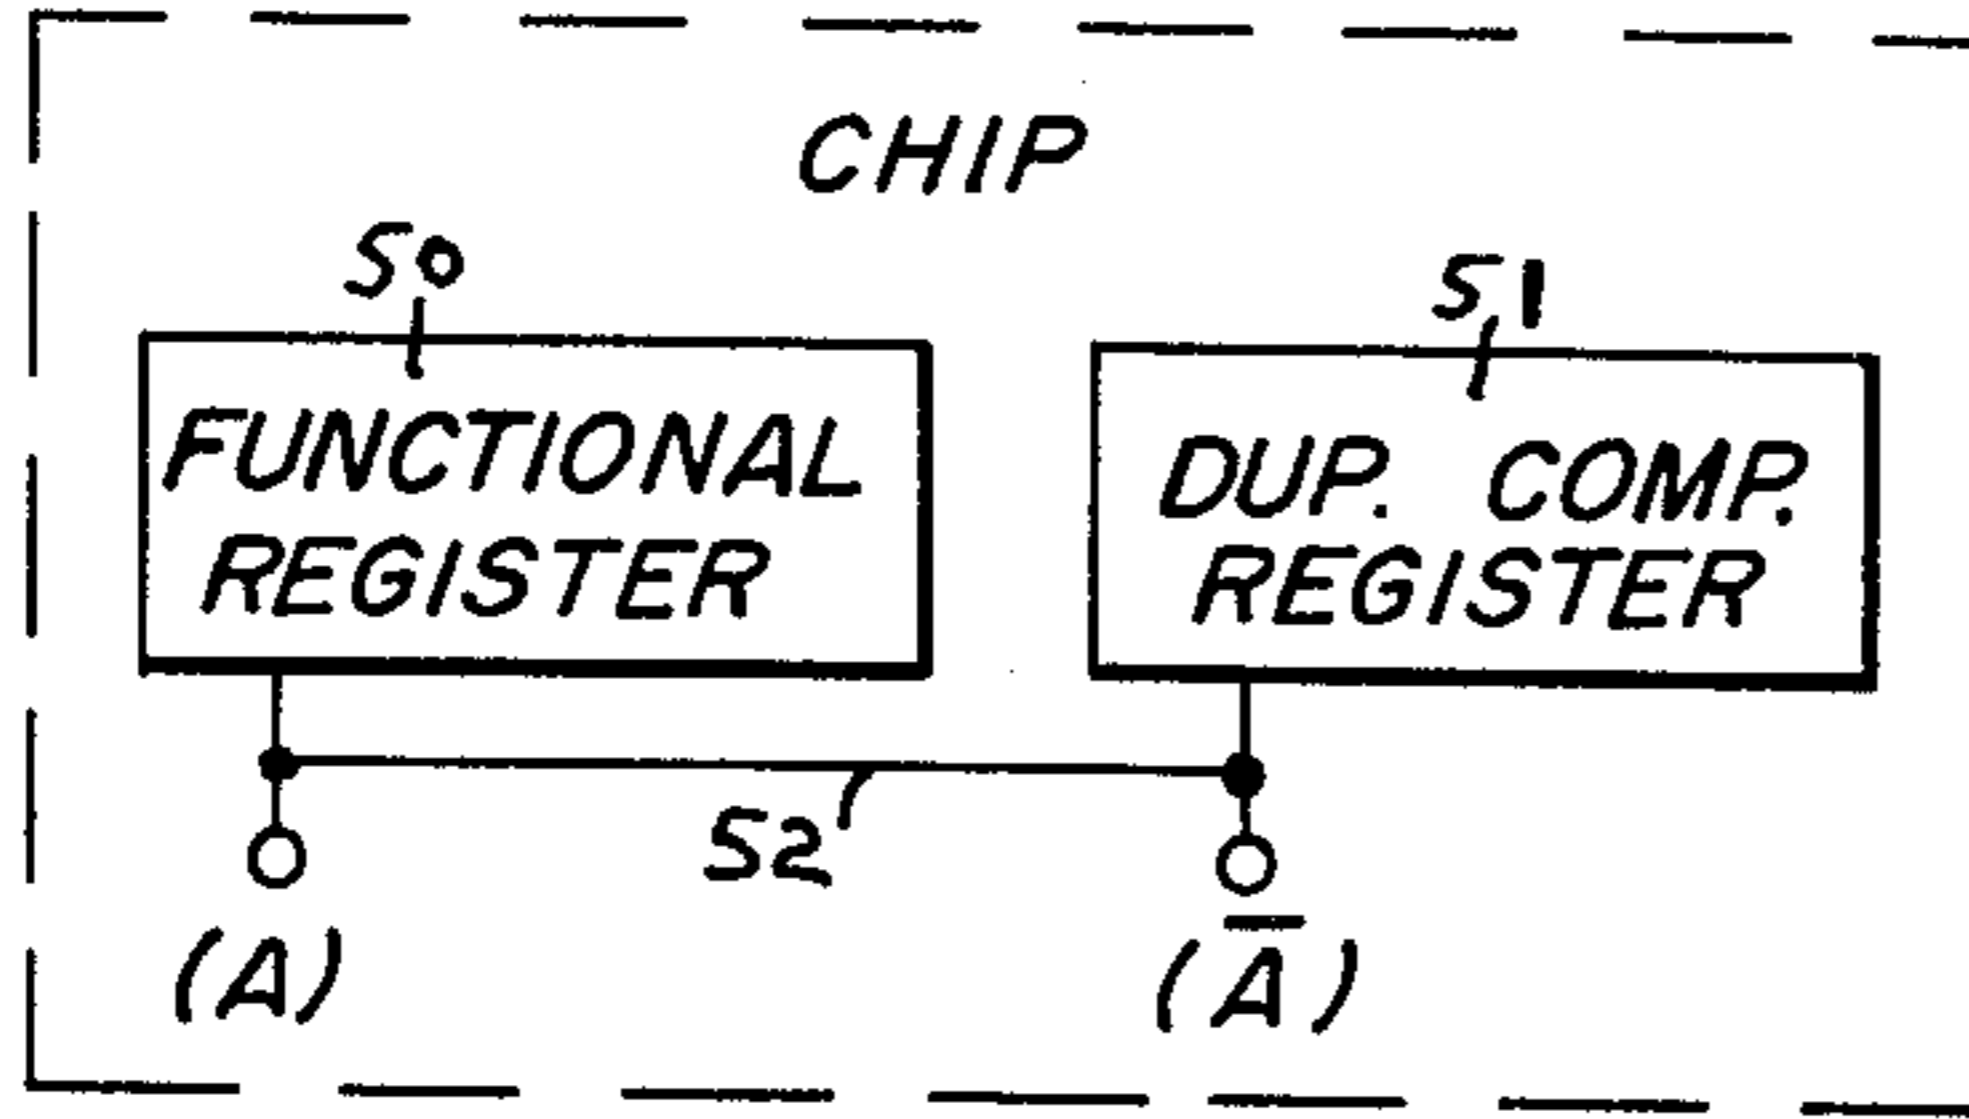 CHIP
50
51
FUNCTIONAL
REGISTER
DUP. COMP.
REGISTER
52
(A)
(A̅)